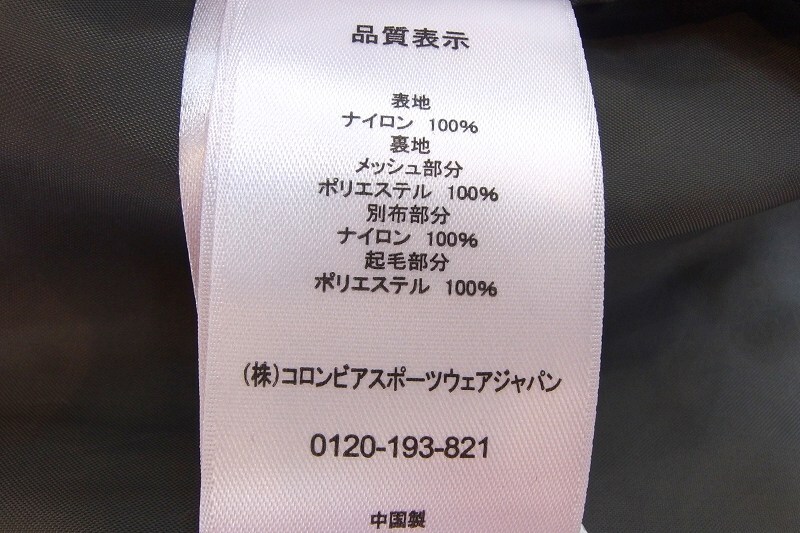 品質表示
表地
ナイロン 100%
裏地
メッシュ部分
ポリエステル 100%
別布部分
ナイロン 100%
起毛部分
ポリエステル 100%
(株)コロンビアスポーツウェアジャパン
0120-193-821
中国製